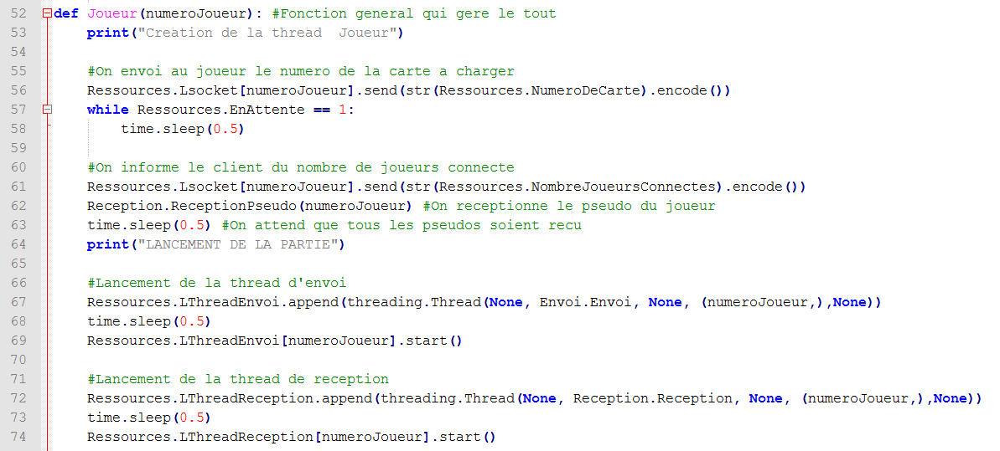 52 def Joueur(numeroJoueur): #Fonction general qui gere le tout
53     print("Creation de la thread  Joueur")
54
55     #On envoi au joueur le numero de la carte a charger
56     Ressources.Lsocket[numeroJoueur].send(str(Ressources.NumeroDeCarte).encode())
57     while Ressources.EnAttente == 1:
58         time.sleep(0.5)
59
60     #On informe le client du nombre de joueurs connecte
61     Ressources.Lsocket[numeroJoueur].send(str(Ressources.NombreJoueursConnectes).encode())
62     Reception.ReceptionPseudo(numeroJoueur) #On receptionne le pseudo du joueur
63     time.sleep(0.5) #On attend que tous les pseudos soient recu
64     print("LANCEMENT DE LA PARTIE")
65
66     #Lancement de la thread d'envoi
67     Ressources.LThreadEnvoi.append(threading.Thread(None, Envoi.Envoi, None, (numeroJoueur,),None))
68     time.sleep(0.5)
69     Ressources.LThreadEnvoi[numeroJoueur].start()
70
71     #Lancement de la thread de reception
72     Ressources.LThreadReception.append(threading.Thread(None, Reception.Reception, None, (numeroJoueur,),None))
73     time.sleep(0.5)
74     Ressources.LThreadReception[numeroJoueur].start()